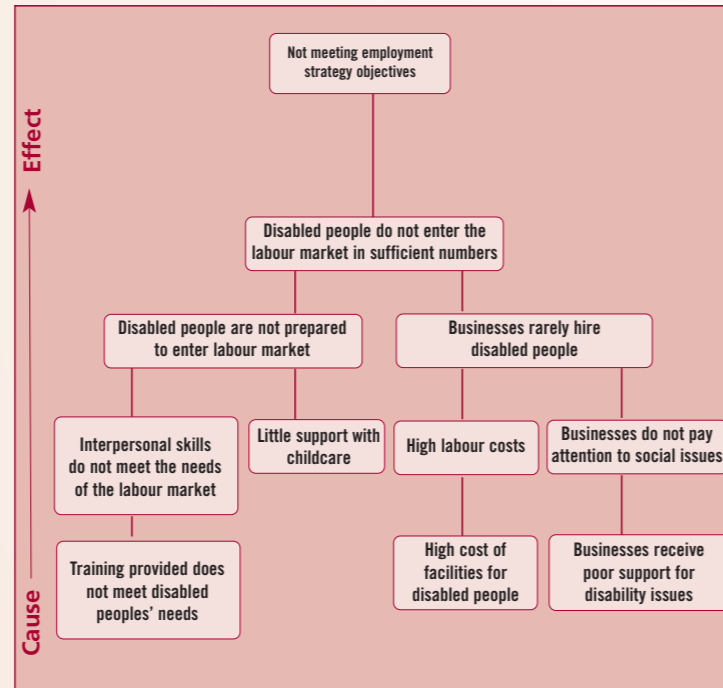 Not meeting employment
strategy objectives
Effect
Disabled people do not enter the
labour market in sufficient numbers
Disabled people are not prepared
to enter labour market
Businesses rarely hire
disabled people
Interpersonal skills
do not meet the needs
of the labour market
Little support with
childcare
High labour costs
Businesses do not pay
attention to social issues
Training provided does
not meet disabled
peoples' needs
High cost of
facilities for
disabled people
Businesses receive
poor support for
disability issues
Cause